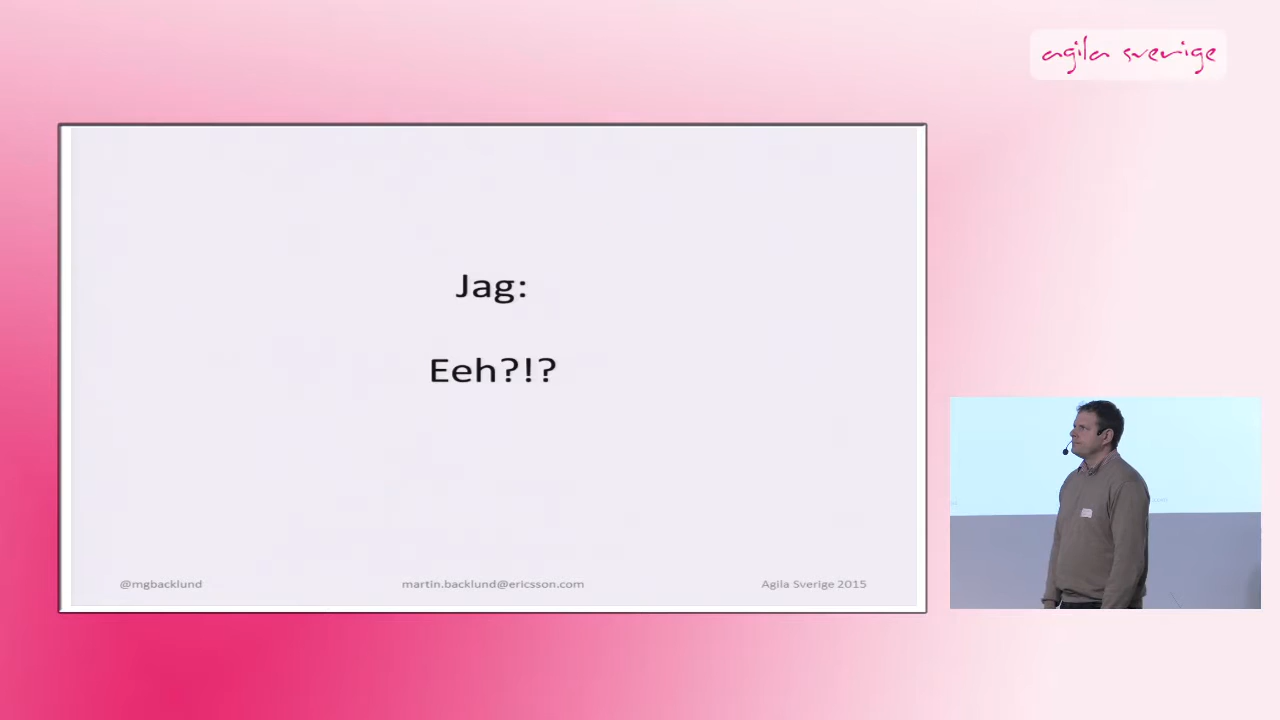 agila sverige
Jag:
Eeh?!?
@mgbacklund
martin.backlund@ericsson.com
Agila Sverige 2015